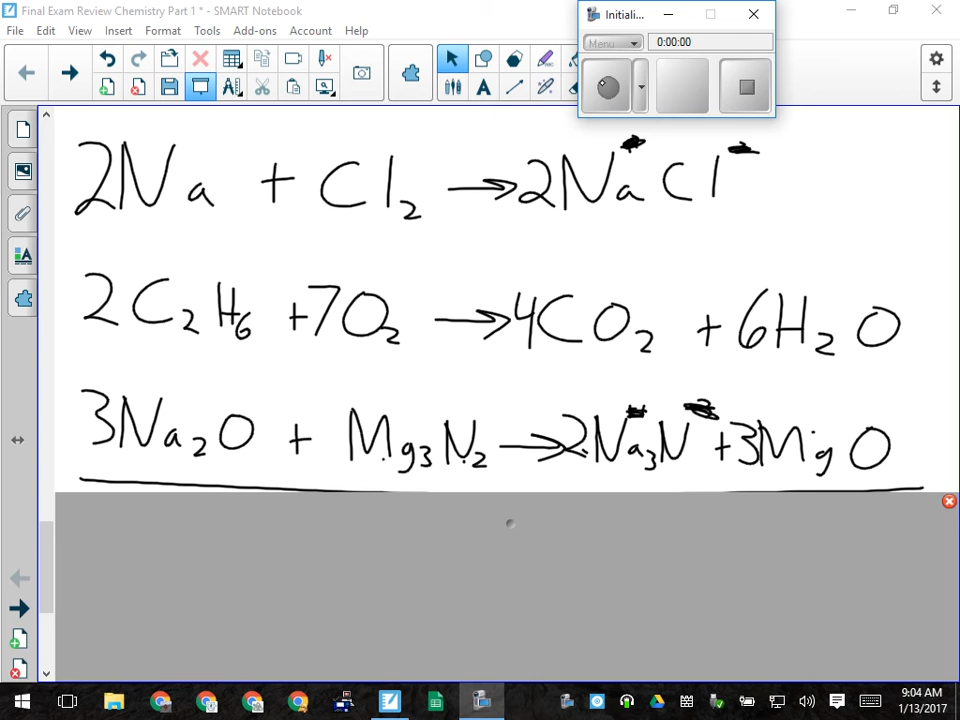 Final Exam Review Chemistry Part 1 * - SMART Notebook
Initiali...
File Edit View Insert Format Tools Add-ons Account Help
Menu 0:00:00
2Na + Cl₂ → 2NaCl
2C₂H₆ + 7O₂ → 4CO₂ + 6H₂O
3Na₂O + Mg₃N₂ → 2Na₃N + 3MgO
9:04 AM
1/13/2017